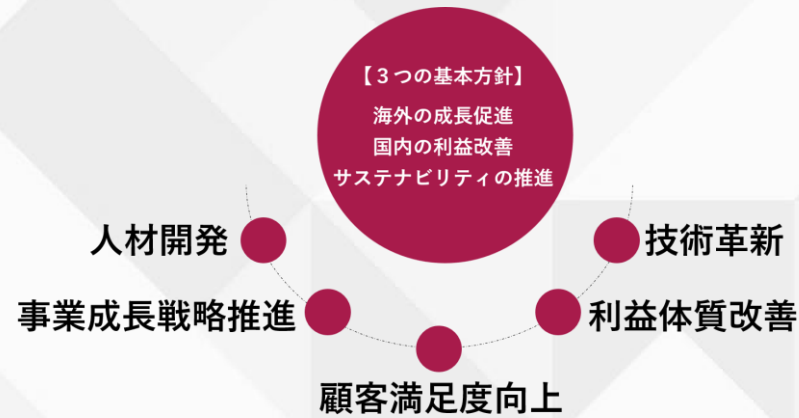 【３つの基本方針】
海外の成長促進
国内の利益改善
サステナビリティの推進
人材開発
技術革新
事業成長戦略推進
利益体質改善
顧客満足度向上